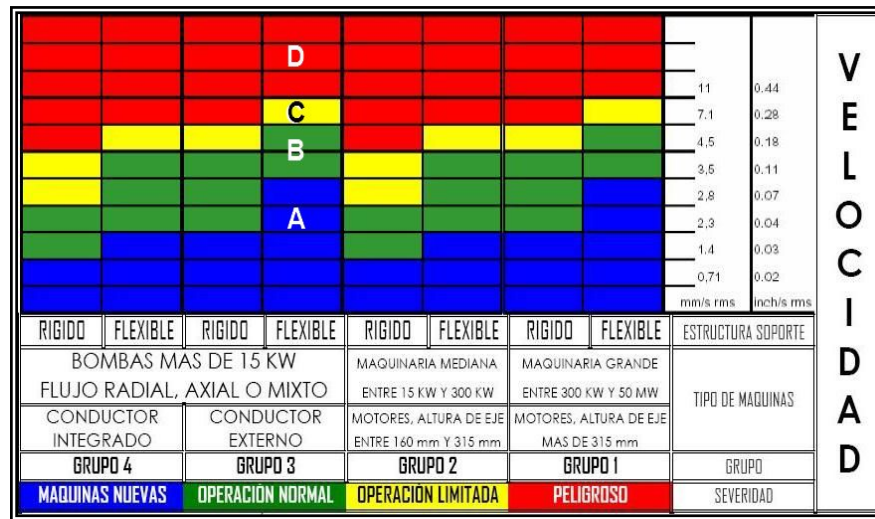 D
C
B
A
11 0.44
7.1 0.28
4,5 0.18
3,5 0.11
2,8 0.07
2,3 0.04
1.4 0.03
0,71 0.02
mm/s rms inch/s rms
VELOCIDAD
RIGIDO FLEXIBLE RIGIDO FLEXIBLE RIGIDO FLEXIBLE RIGIDO FLEXIBLE ESTRUCTURA SOPORTE
BOMBAS MAS DE 15 KW
FLUJO RADIAL, AXIAL O MIXTO
MAQUINARIA MEDIANA
ENTRE 15 KW Y 300 KW
MAQUINARIA GRANDE
ENTRE 300 KW Y 50 MW
TIPO DE MAQUINAS
CONDUCTOR
INTEGRADO
CONDUCTOR
EXTERNO
MOTORES, ALTURA DE EJE
ENTRE 160 mm Y 315 mm
MOTORES, ALTURA DE EJE
MAS DE 315 mm
GRUPO 4 GRUPO 3 GRUPO 2 GRUPO 1 GRUPO
MAQUINAS NUEVAS OPERACIÓN NORMAL OPERACIÓN LIMITADA PELIGROSO SEVERIDAD